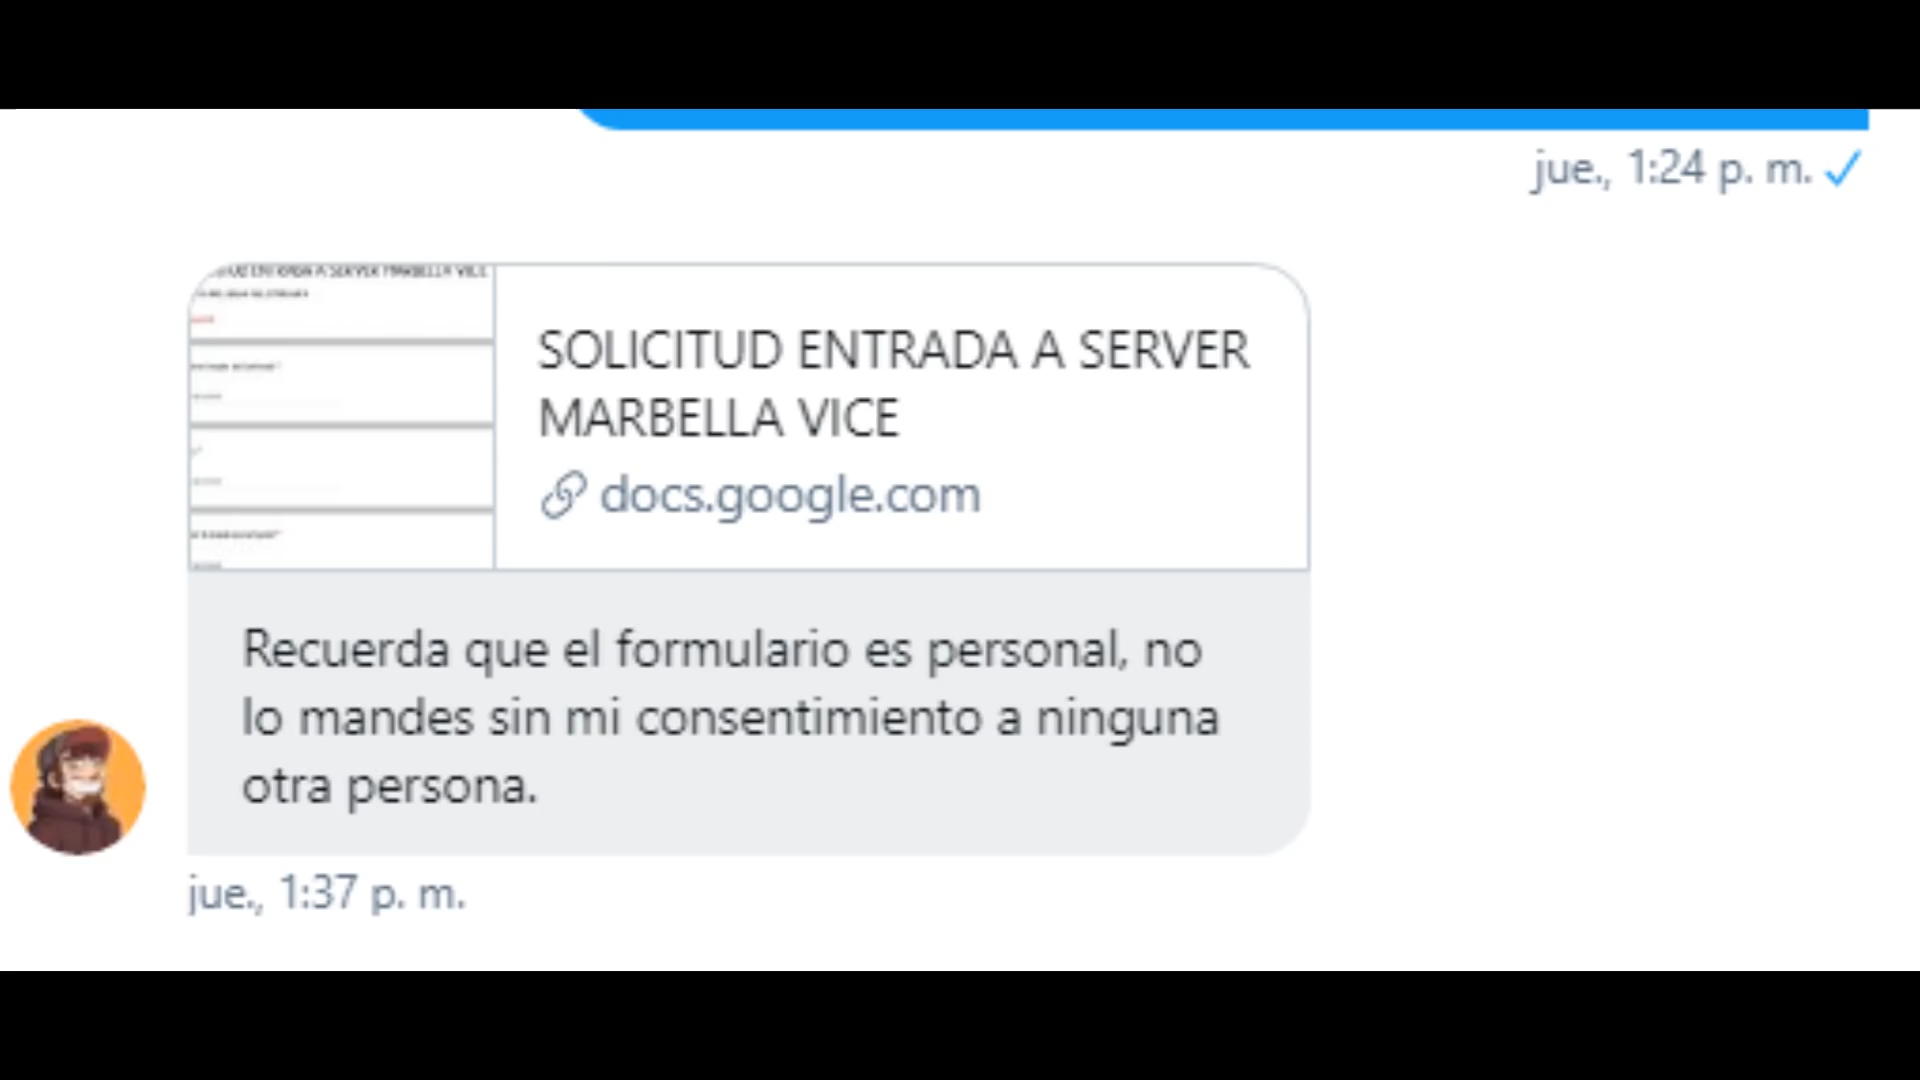 jue., 1:24 p. m.
SOLICITUD ENTRADA A SERVER
MARBELLA VICE
docs.google.com
Recuerda que el formulario es personal, no
lo mandes sin mi consentimiento a ninguna
otra persona.
jue., 1:37 p. m.